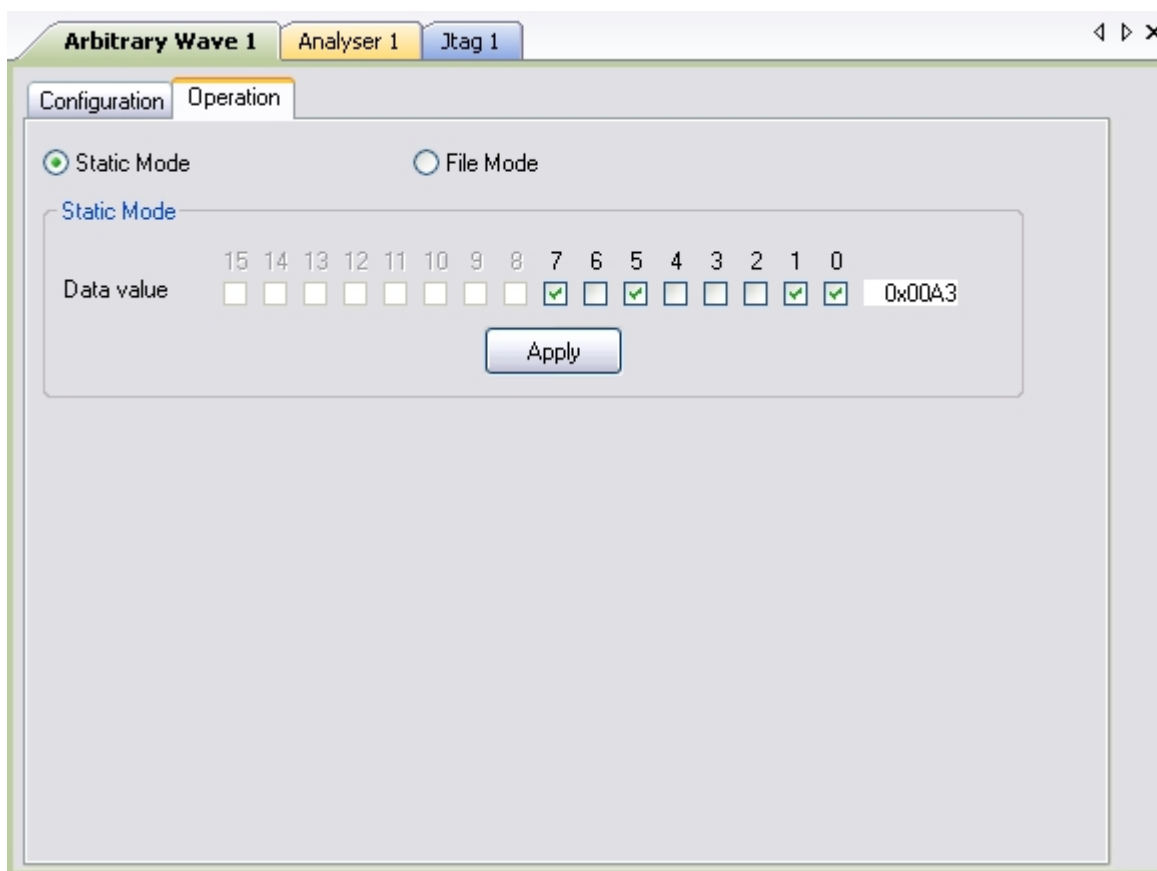 Arbitrary Wave 1 Analyser 1 Jtag 1
Configuration Operation
Static Mode File Mode
Static Mode
15 14 13 12 11 10 9 8 7 6 5 4 3 2 1 0
Data value 0x00A3
Apply